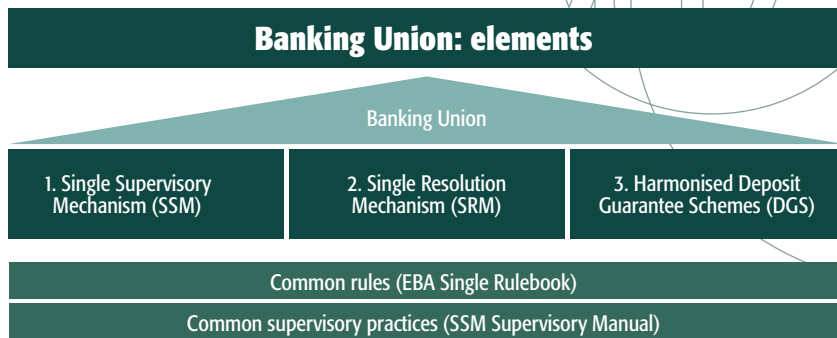 Banking Union: elements
Banking Union
1. Single Supervisory
Mechanism (SSM)
2. Single Resolution
Mechanism (SRM)
3. Harmonised Deposit
Guarantee Schemes (DGS)
Common rules (EBA Single Rulebook)
Common supervisory practices (SSM Supervisory Manual)